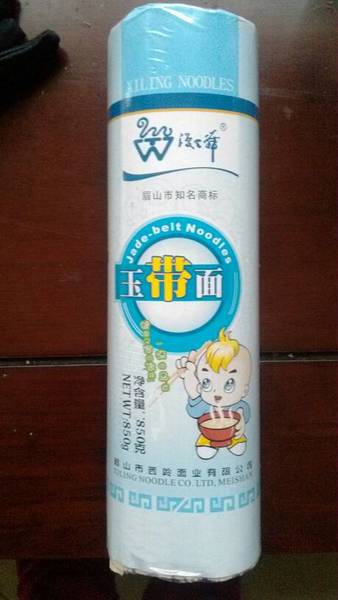 XILING NOODLES
®
眉山市知名商标
Jade-belt Noodles
玉带面
净含量:850克
NET WT:850g
眉山市西岭面业有限公司
XILING NOODLE CO. LTD, MEISHAN